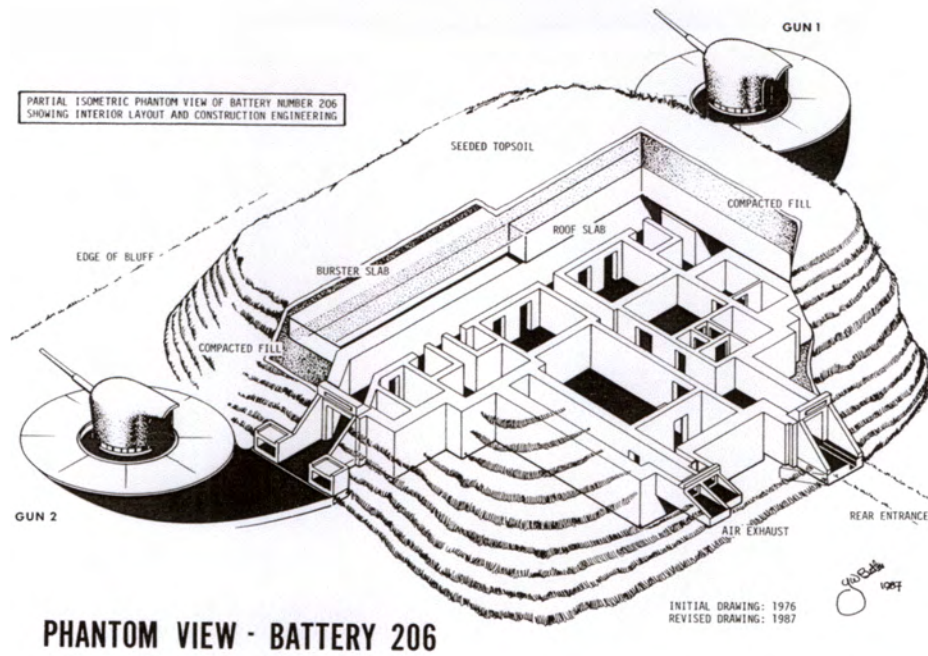 GUN 1
PARTIAL ISOMETRIC PHANTOM VIEW OF BATTERY NUMBER 206
SHOWING INTERIOR LAYOUT AND CONSTRUCTION ENGINEERING
SEEDED TOPSOIL
COMPACTED FILL
ROOF SLAB
EDGE OF BLUFF
BURSTER SLAB
COMPACTED FILL
GUN 2
REAR ENTRANCE
AIR EXHAUST
1987
INITIAL DRAWING: 1976
REVISED DRAWING: 1987
PHANTOM VIEW - BATTERY 206